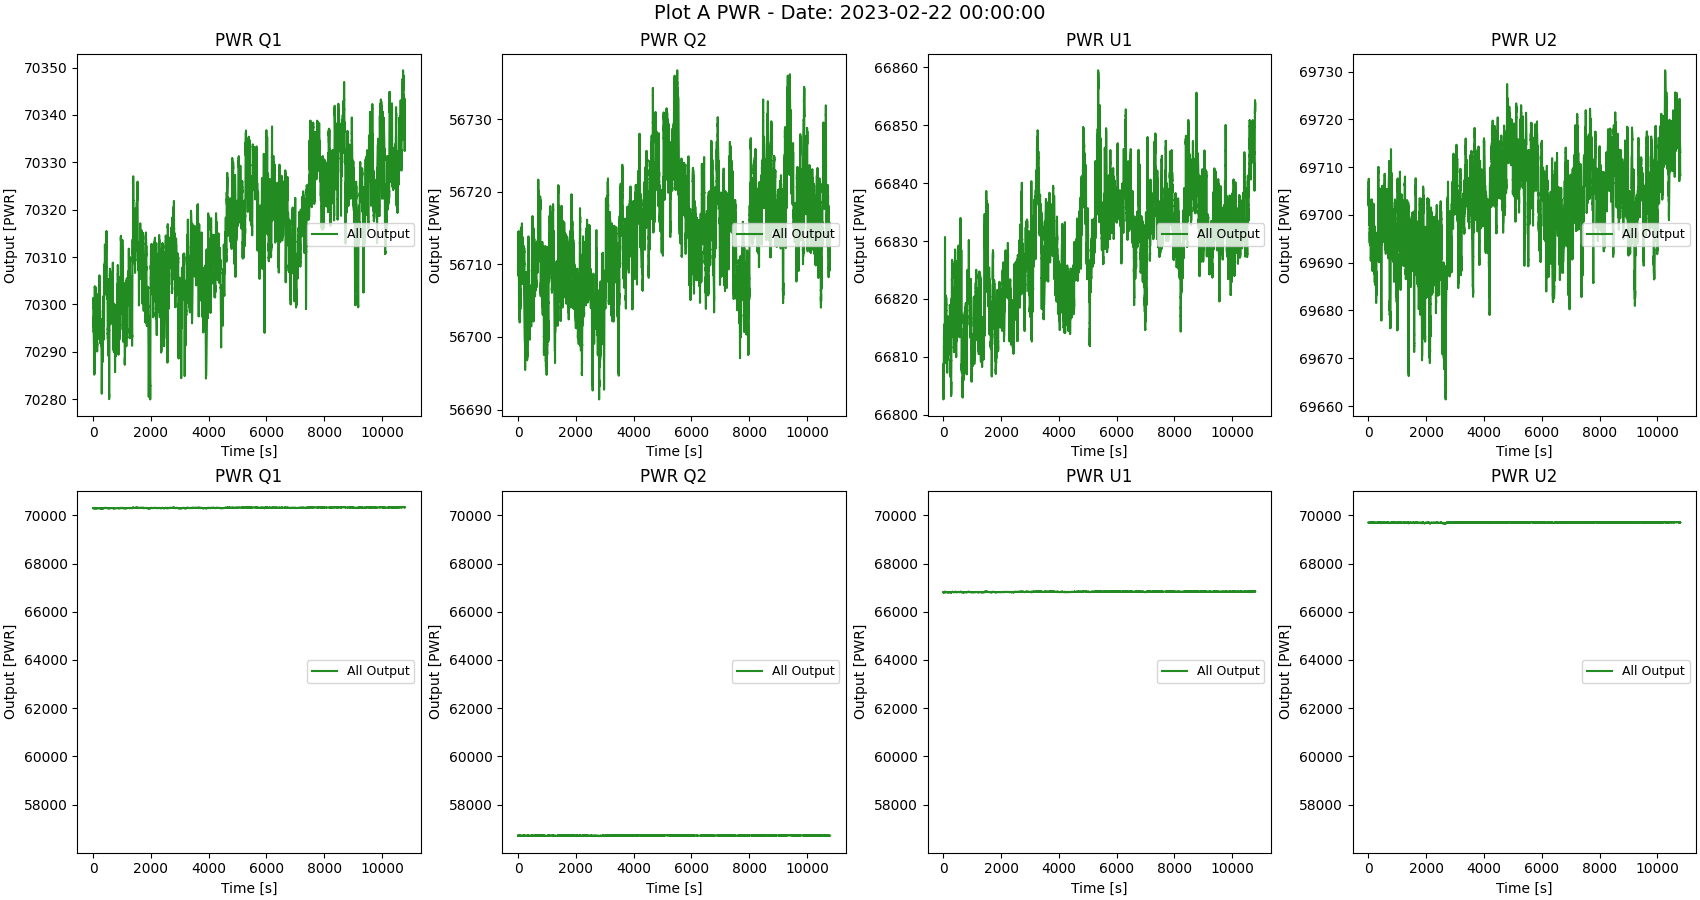 Plot A PWR - Date: 2023-02-22 00:00:00
PWR Q1
Output [PWR]
70350
70340
70330
70320
70310
70300
70290
70280
All Output
0 2000 4000 6000 8000 10000
Time [s]
PWR Q2
Output [PWR]
56730
56720
56710
56700
56690
All Output
0 2000 4000 6000 8000 10000
Time [s]
PWR U1
Output [PWR]
66860
66850
66840
66830
66820
66810
66800
All Output
0 2000 4000 6000 8000 10000
Time [s]
PWR U2
Output [PWR]
69730
69720
69710
69700
69690
69680
69670
69660
All Output
0 2000 4000 6000 8000 10000
Time [s]
PWR Q1
Output [PWR]
70000
68000
66000
64000
62000
60000
58000
All Output
0 2000 4000 6000 8000 10000
Time [s]
PWR Q2
Output [PWR]
70000
68000
66000
64000
62000
60000
58000
All Output
0 2000 4000 6000 8000 10000
Time [s]
PWR U1
Output [PWR]
70000
68000
66000
64000
62000
60000
58000
All Output
0 2000 4000 6000 8000 10000
Time [s]
PWR U2
Output [PWR]
70000
68000
66000
64000
62000
60000
58000
All Output
0 2000 4000 6000 8000 10000
Time [s]